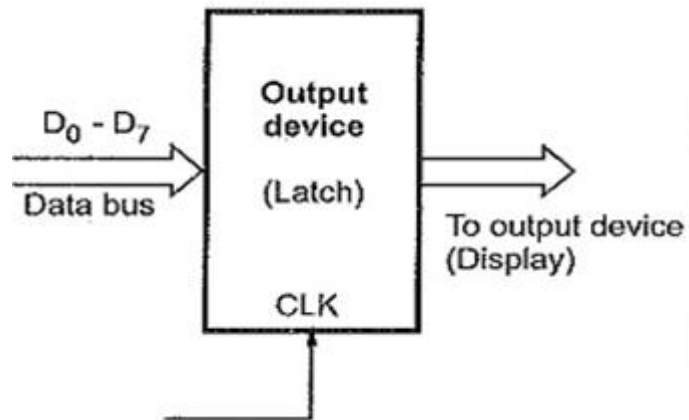 D₀ - D₇
Data bus
Output
device
(Latch)
CLK
To output device
(Display)